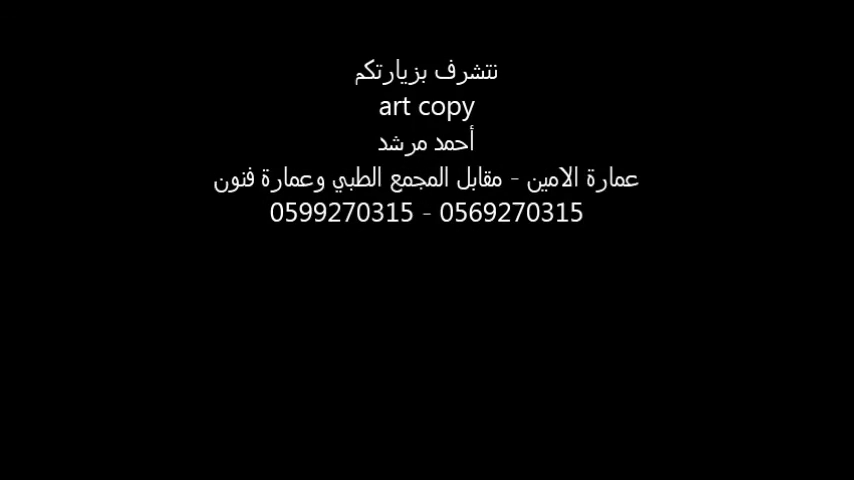 نتشرف بزيارتكم
art copy
أحمد مرشد
عمارة الامين - مقابل المجمع الطبي وعمارة فنون
0599270315 - 0569270315